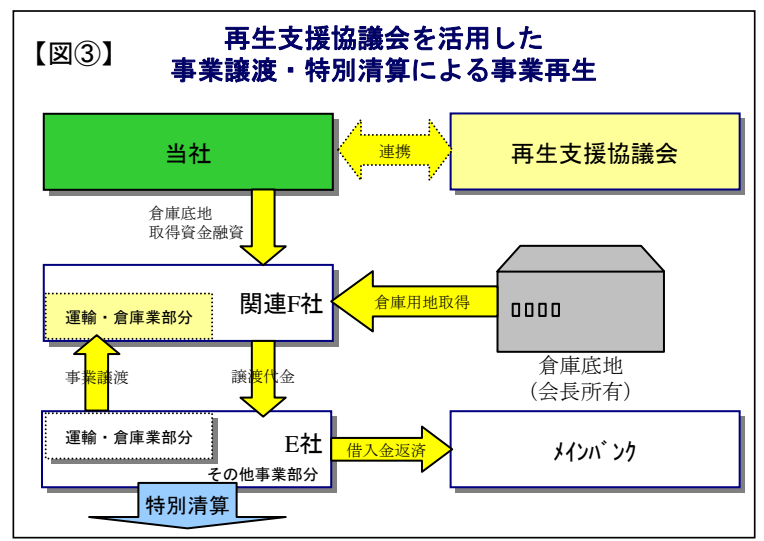 【図③】
再生支援協議会を活用した
事業譲渡・特別清算による事業再生
当社
連携
再生支援協議会
倉庫底地
取得資金融資
関連F社
運輸・倉庫業部分
倉庫用地取得
倉庫底地
（会長所有）
事業譲渡
譲渡代金
運輸・倉庫業部分
E社
その他事業部分
借入金返済
ﾒｲﾝﾊﾞﾝｸ
特別清算